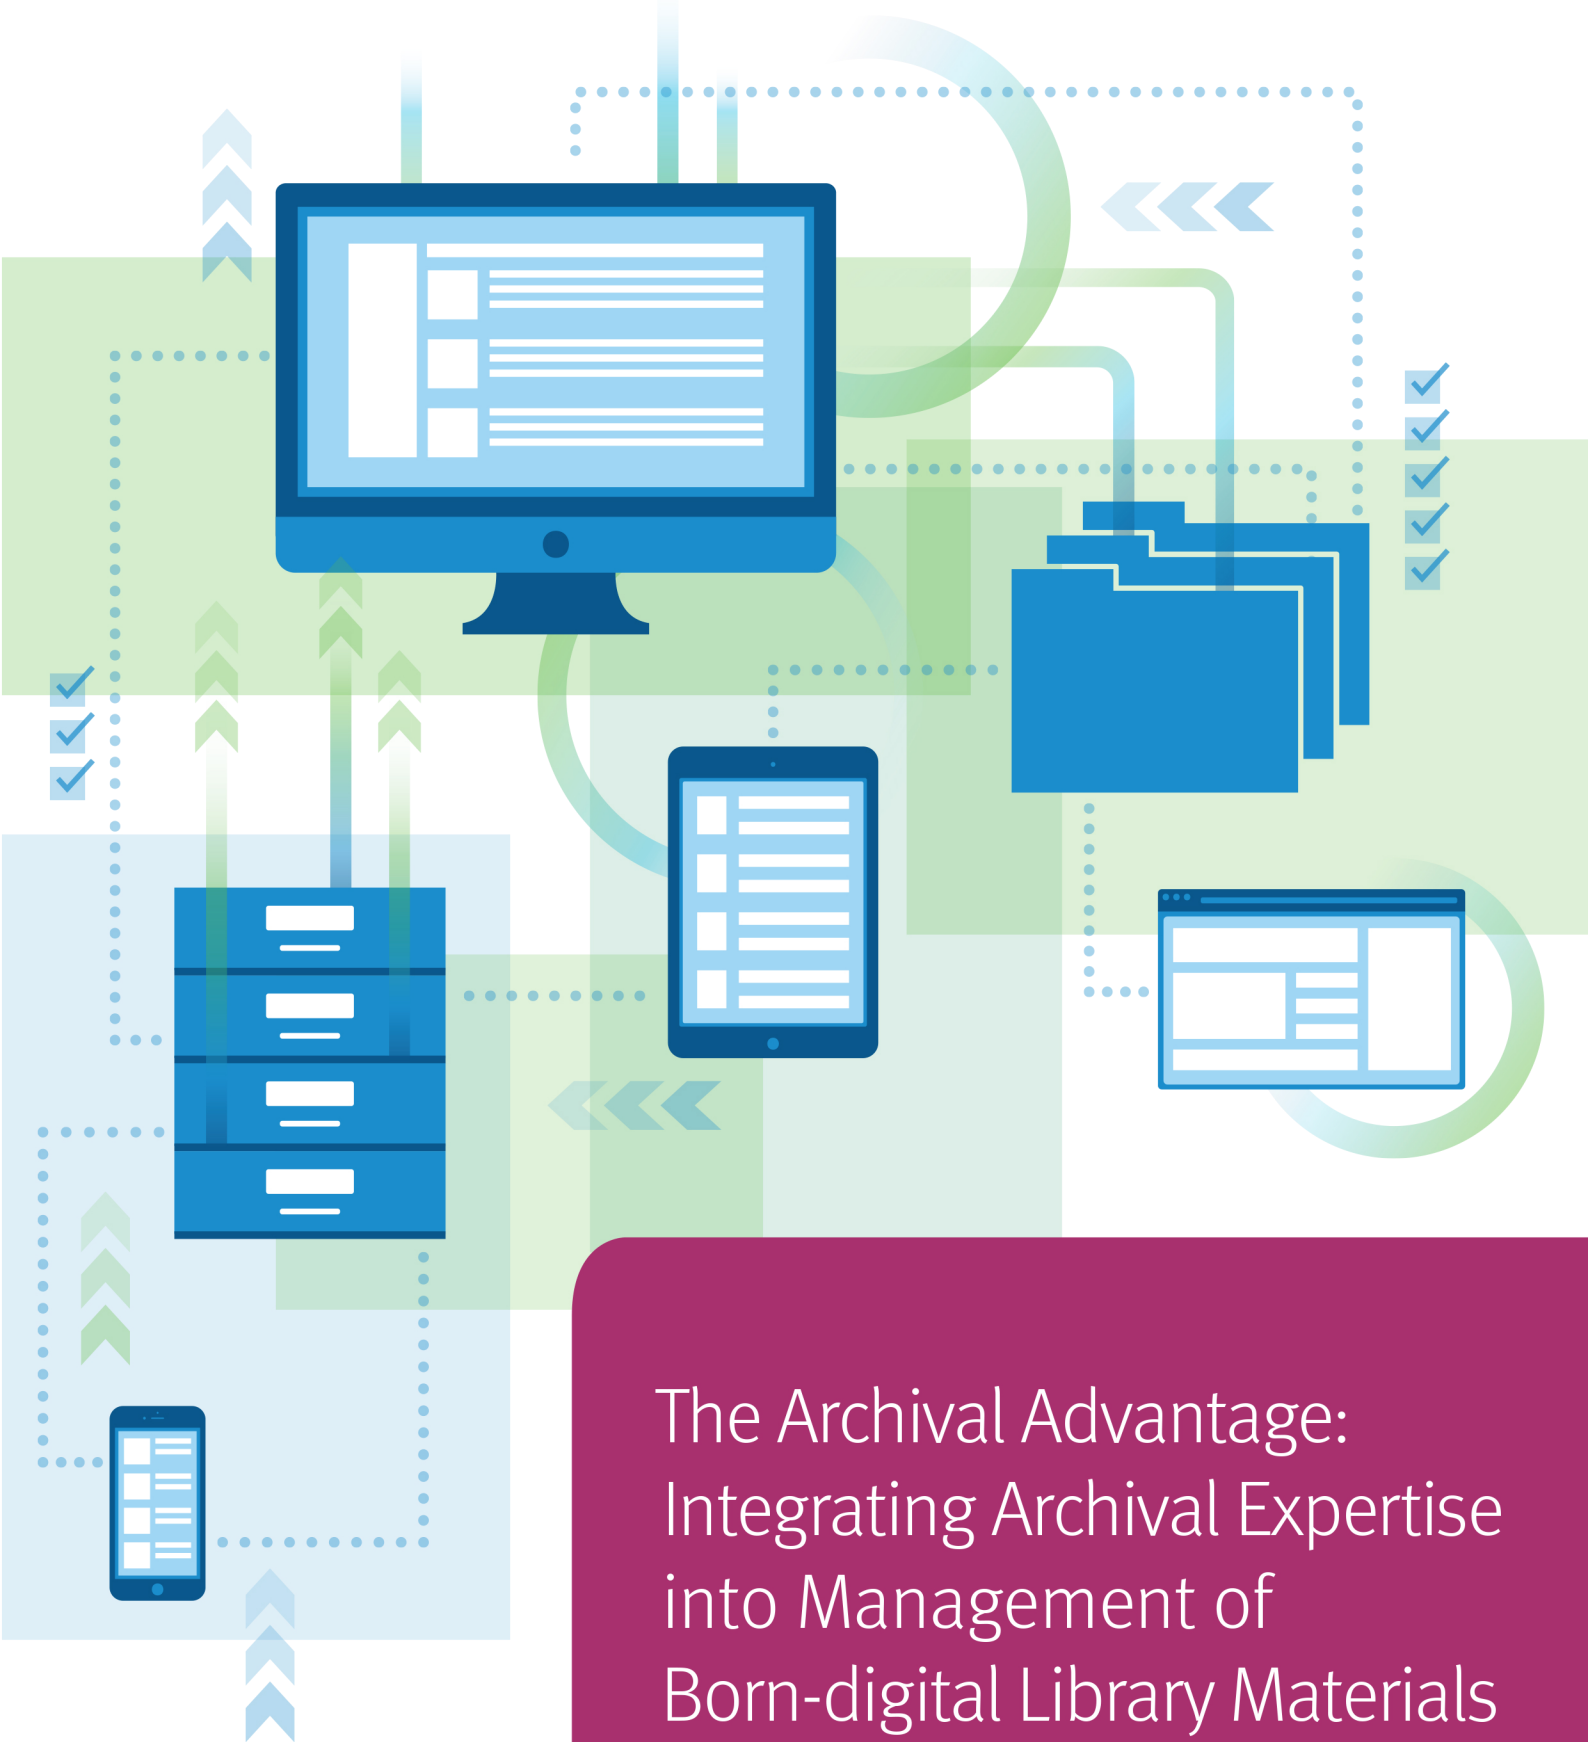 The Archival Advantage:
Integrating Archival Expertise
into Management of
Born-digital Library Materials